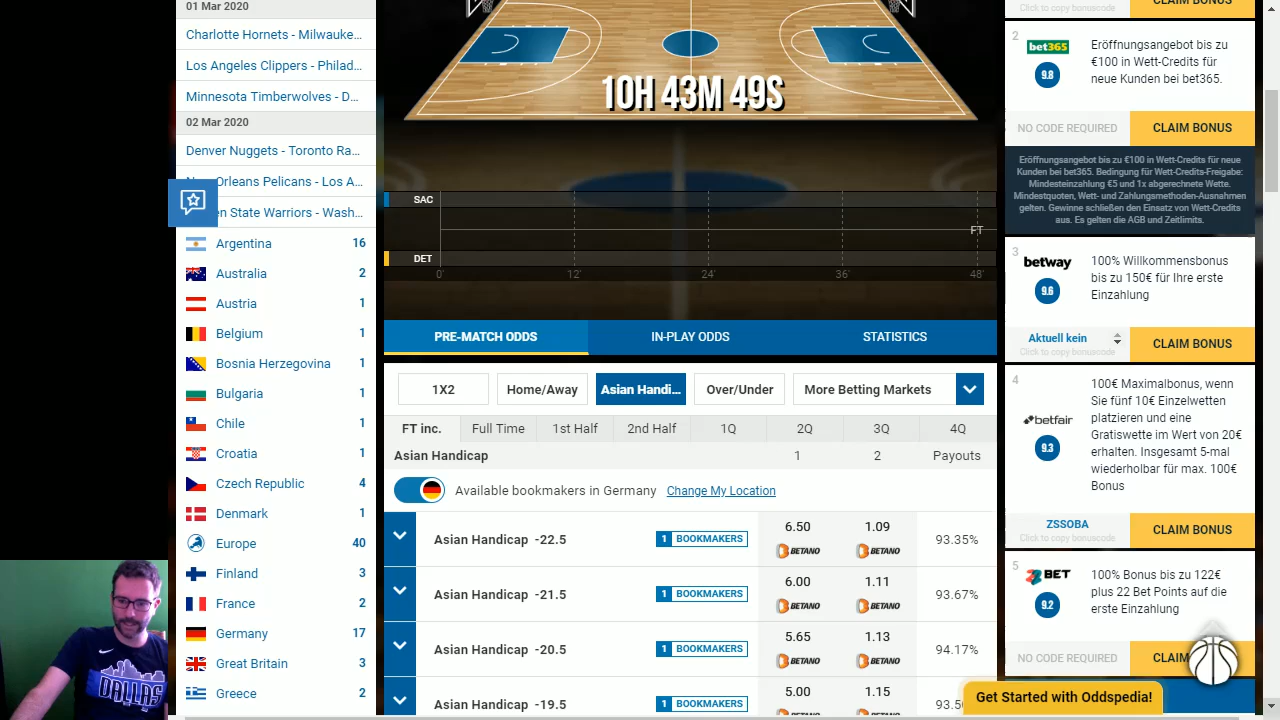 01 Mar 2020
Charlotte Hornets - Milwauke...
Los Angeles Clippers - Philad...
Minnesota Timberwolves - D...
02 Mar 2020
Denver Nuggets - Toronto Ra...
Orleans Pelicans - Los A...
en State Warriors - Wash...
Argentina 16
Australia 2
Austria 1
Belgium 1
Bosnia Herzegovina 1
Bulgaria 1
Chile 1
Croatia 1
Czech Republic 4
Denmark 1
Europe 40
Finland 3
France 2
Germany 17
Great Britain 3
Greece 2
DALLAS
10H 43M 49S
SAC
FT
DET
0' 12' 24' 36' 48'
PRE-MATCH ODDS IN-PLAY ODDS STATISTICS
1X2 Home/Away Asian Handi... Over/Under More Betting Markets
FT inc. Full Time 1st Half 2nd Half 1Q 2Q 3Q 4Q
Asian Handicap 1 2 Payouts
Available bookmakers in Germany Change My Location
Asian Handicap -22.5 1 BOOKMAKERS 6.50 1.09 93.35%
BETANO BETANO
Asian Handicap -21.5 1 BOOKMAKERS 6.00 1.11 93.67%
BETANO BETANO
Asian Handicap -20.5 1 BOOKMAKERS 5.65 1.13 94.17%
BETANO BETANO
Asian Handicap -19.5 1 BOOKMAKERS 5.00 1.15
Click to copy bonuscode
CLAIM BONUS
2
bet365
9.8
Eröffnungsangebot bis zu
€100 in Wett-Credits für
neue Kunden bei bet365.
NO CODE REQUIRED CLAIM BONUS
Eröffnungsangebot bis zu €100 in Wett-Credits für neue
Kunden bei bet365. Bedingung für Wett-Credits-Freigabe:
Mindesteinzahlung €5 und 1x abgerechnete Wette.
Mindestquoten, Wett- und Zahlungsmethoden-Ausnahmen
gelten. Gewinne schließen den Einsatz von Wett-Credits
aus. Es gelten die AGB und Zeitlimits.
3
betway
9.6
100% Willkommensbonus
bis zu 150€ für Ihre erste
Einzahlung
Aktuell kein
Click to copy bonuscode
CLAIM BONUS
4
betfair
9.3
100€ Maximalbonus, wenn
Sie fünf 10€ Einzelwetten
platzieren und eine
Gratiswette im Wert von 20€
erhalten. Insgesamt 5-mal
wiederholbar für max. 100€
Bonus
ZSSOBA
Click to copy bonuscode
CLAIM BONUS
5
22BET
9.2
100% Bonus bis zu 122€
plus 22 Bet Points auf die
erste Einzahlung
NO CODE REQUIRED CLAIM
Get Started with Oddspedia!